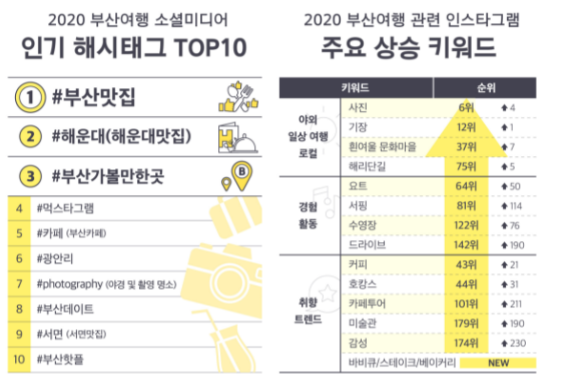 2020 부산여행 소셜미디어
인기 해시태그 TOP10
1 #부산맛집
2 #해운대(해운대맛집)
3 #부산가볼만한곳
B
4 #먹스타그램
5 #카페 (부산카페)
6 #광안리
7 #photography (야경 및 촬영 명소)
8 #부산데이트
9 #서면 (서면맛집)
10 #부산핫플
2020 부산여행 관련 인스타그램
주요 상승 키워드
키워드 순위
야외
일상 여행
로컬
사진 6위 4
기장 12위 1
흰여울 문화마을 37위 7
해리단길 75위 5
경험
활동
요트 64위 50
서핑 81위 114
수영장 122위 76
드라이브 142위 190
취향
트렌드
커피 43위 21
호캉스 44위 31
카페투어 101위 211
미술관 179위 190
감성 174위 230
바비큐/스테이크/베이커리 NEW